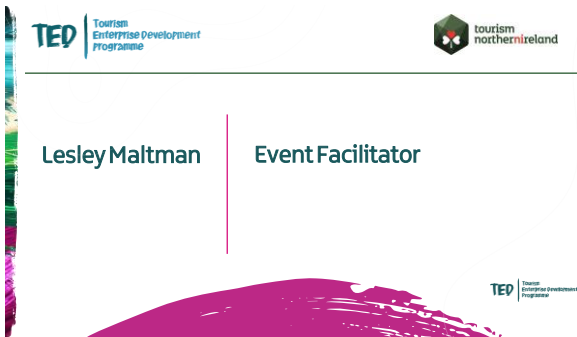 TED
Tourism
Enterprise Development
Programme
tourism
northernireland
Lesley Maltman
Event Facilitator
TED
Tourism
Enterprise Development
Programme